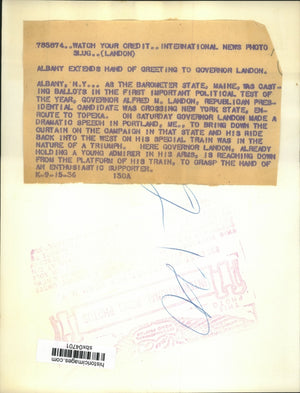 785874..WATCH YOUR CREDIT..INTERNATIONAL NEWS PHOTO
SLUG..(LANDON)
ALBANY EXTENDS HAND OF GREETING TO GOVERNOR LANDON.
ALBANY, N.Y...AS THE BAROMETER STATE, MAINE, WAS CAST-
ING BALLOTS IN THE FIRST IMPORTANT POLITICAL TEST OF
THE YEAR, GOVERNOR ALFRED M. LANDON, REPUBLICAN PRES-
IDENTIAL CANDIDATE WAS CROSSING NEW YORK STATE, EN-
ROUTE TO TOPEKA. ON SATURDAY GOVERNOR LANDON MADE A
DRAMATIC SPEECH IN PORTLAND, ME., TO BRING DOWN THE
CURTAIN ON THE CAMPAIGN IN THAT STATE AND HIS RIDE
BACK INTO THE WEST ON HIS SPECIAL TRAIN WAS IN THE
NATURE OF A TRIUMPH. HERE GOVERNOR LANDON, ALREADY
HOLDING A YOUNG ADMIRER IN HIS ARMS, IS REACHING DOWN
FROM THE PLATFORM OF HIS TRAIN, TO GRASP THE HAND OF
AN ENTHUSIASTIC SUPPORTER.
K-9-15-36 130A
historicimages.com
sbx04701